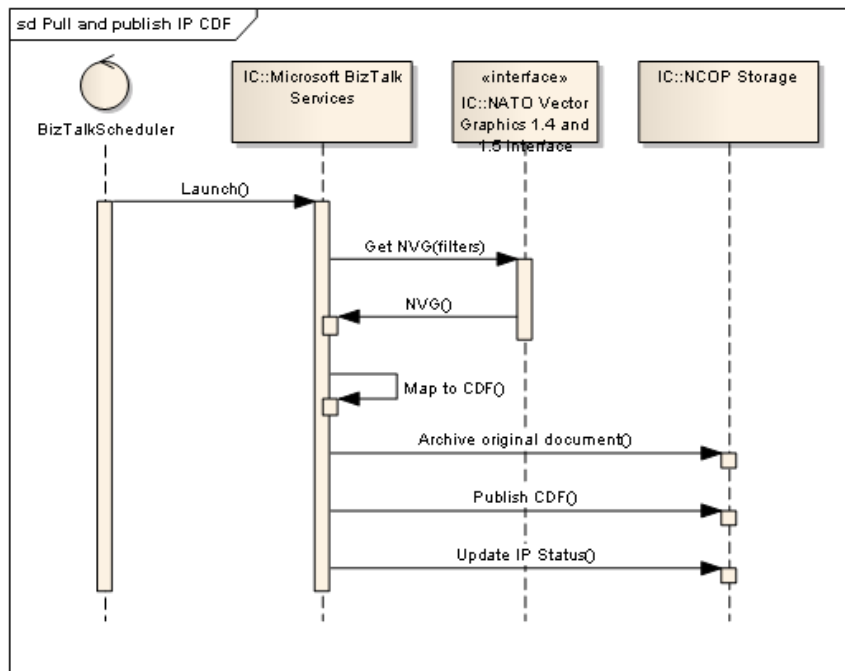 sd Pull and publish IP CDF
BizTalkScheduler
IC::Microsoft BizTalk
Services
«interface»
IC::NATO Vector
Graphics 1.4 and
1.5 interface
IC::NCOP Storage
Launch()
Get NVG(filters)
NVG()
Map to CDF()
Archive original document()
Publish CDF()
Update IP Status()